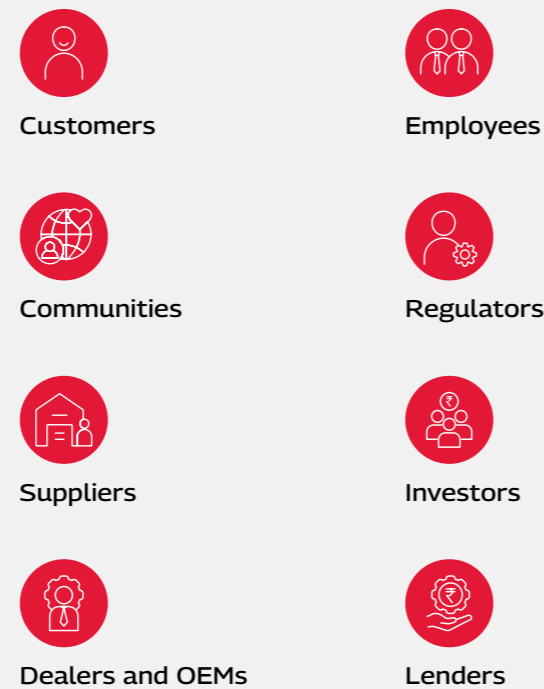 Customers
Employees
Communities
Regulators
₹
Suppliers
Investors
₹
Dealers and OEMs
Lenders